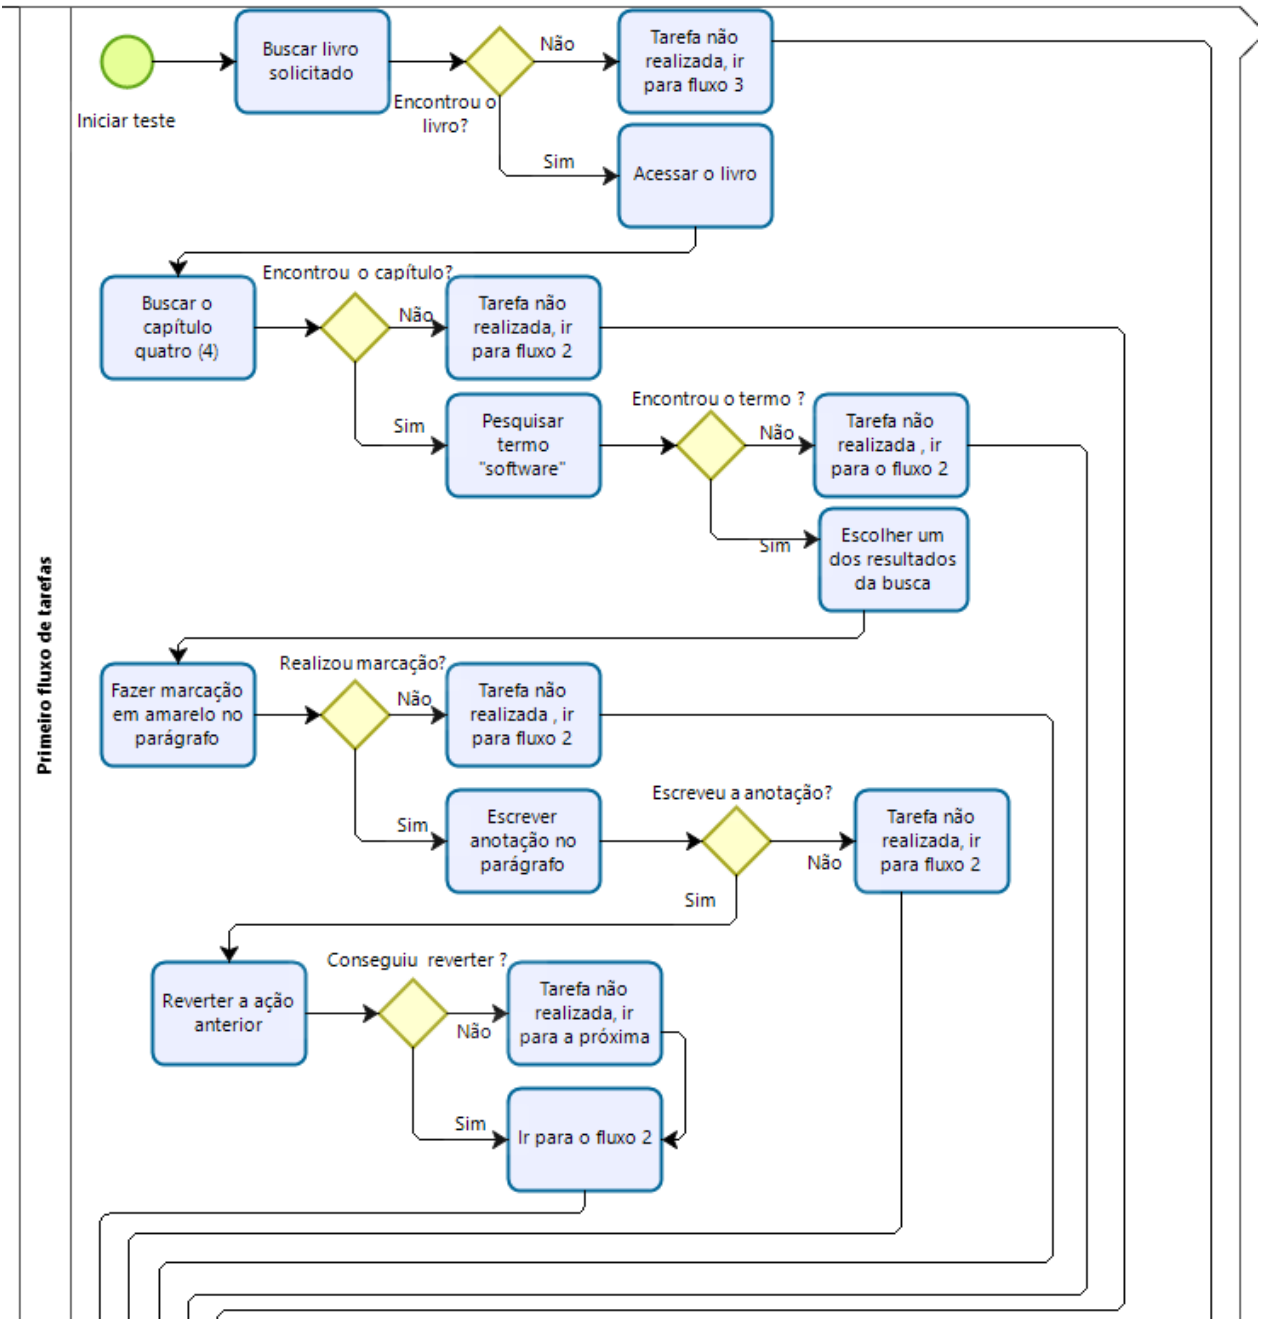 Primeiro fluxo de tarefas
Iniciar teste
Buscar livro
solicitado
Encontrou o
livro?
Não
Tarefa não
realizada, ir
para fluxo 3
Sim
Acessar o livro
Buscar o
capítulo
quatro (4)
Encontrou o capítulo?
Não
Tarefa não
realizada, ir
para fluxo 2
Sim
Pesquisar
termo
"software"
Encontrou o termo ?
Não
Tarefa não
realizada , ir
para o fluxo 2
Sim
Escolher um
dos resultados
da busca
Fazer marcação
em amarelo no
parágrafo
Realizou marcação?
Não
Tarefa não
realizada , ir
para fluxo 2
Sim
Escrever
anotação no
parágrafo
Escreveu a anotação?
Não
Tarefa não
realizada, ir
para fluxo 2
Sim
Reverter a ação
anterior
Conseguiu reverter ?
Não
Tarefa não
realizada, ir
para a próxima
Sim
Ir para o fluxo 2